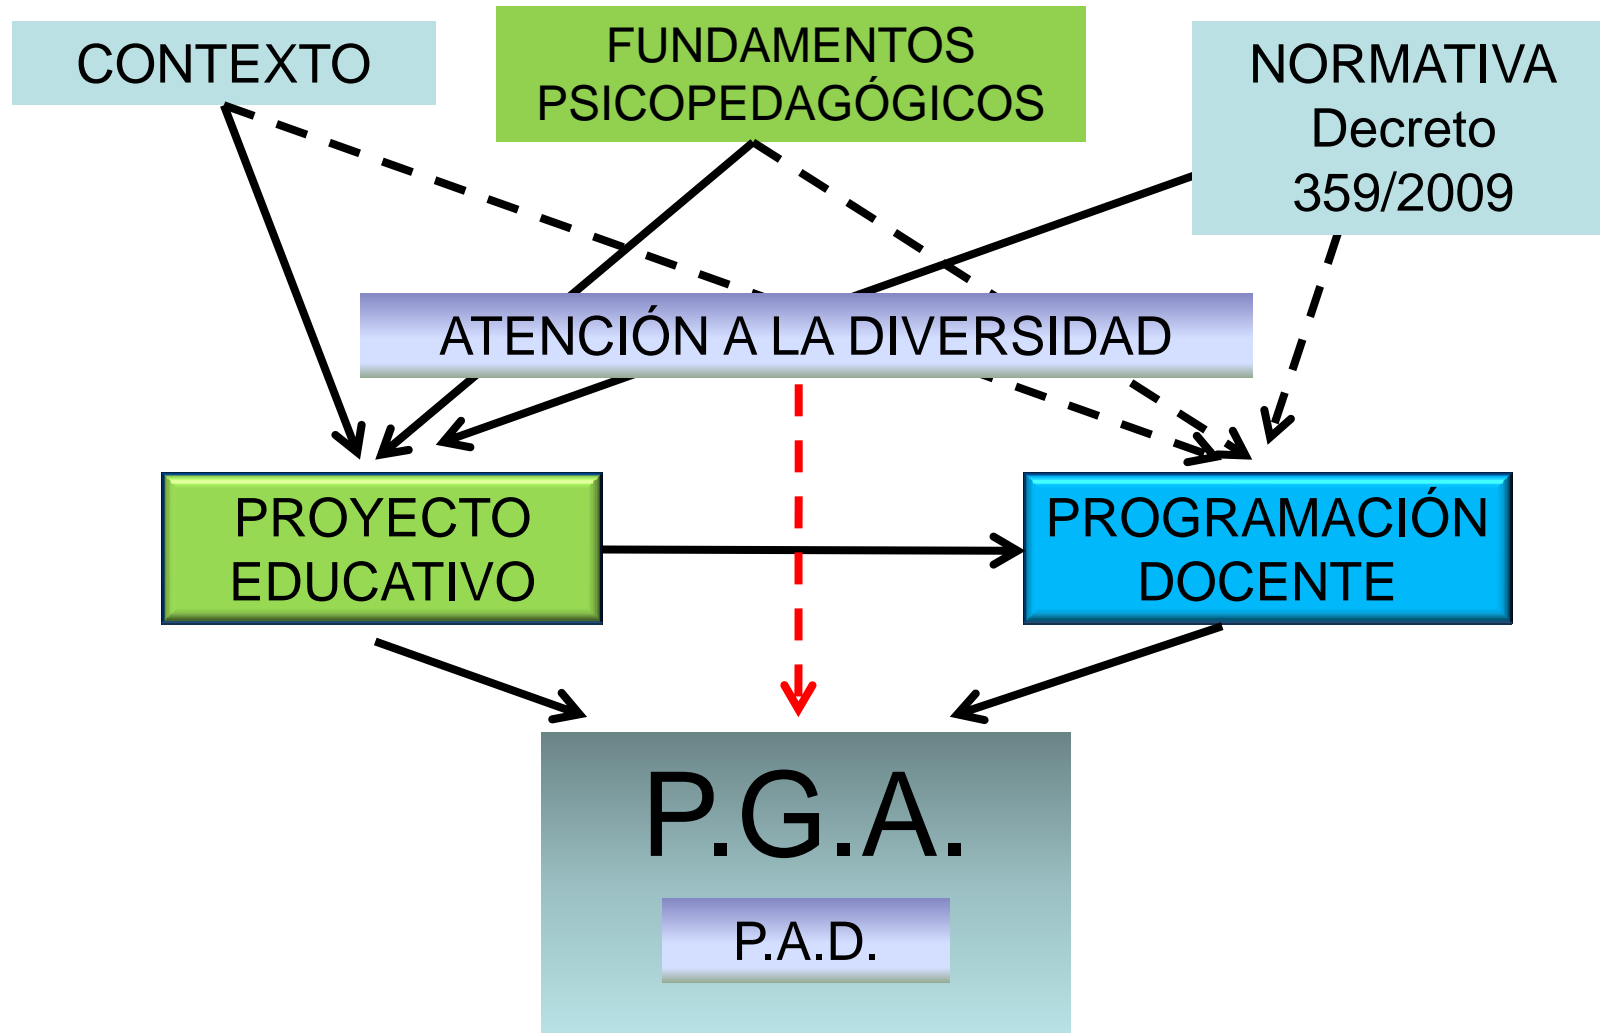 CONTEXTO
FUNDAMENTOS
PSICOPEDAGÓGICOS
NORMATIVA
Decreto
359/2009
ATENCIÓN A LA DIVERSIDAD
PROYECTO
EDUCATIVO
PROGRAMACIÓN
DOCENTE
P.G.A.
P.A.D.